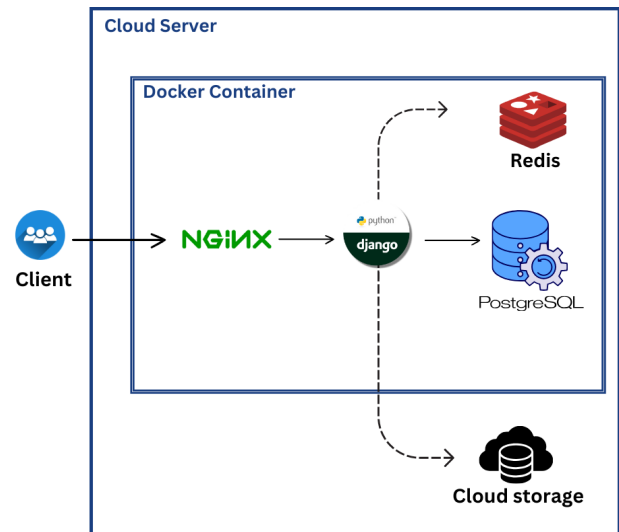 Cloud Server
Docker Container
Redis
python
NGiNX
django
Client
PostgreSQL
Cloud storage